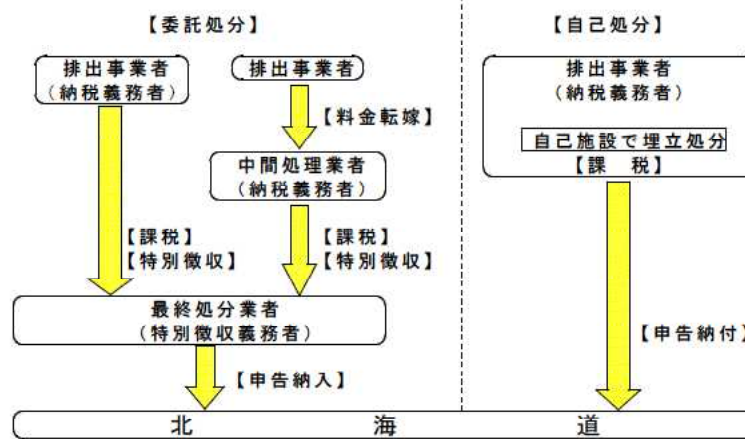 【委託処分】
【自己処分】
排出事業者
(納税義務者)
排出事業者
【料金転嫁】
中間処理業者
(納税義務者)
【課税】
【特別徴収】
【課税】
【特別徴収】
最終処分業者
(特別徴収義務者)
【申告納入】
排出事業者
(納税義務者)
自己施設で埋立処分
【課　税】
【申告納付】
北　海　道